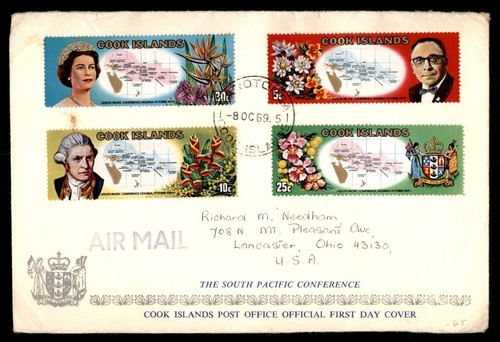 COOK ISLANDS
30c
COOK ISLANDS
5c
-8 OC 69.5
COOK ISLANDS
10c
COOK ISLANDS
25c
Richard M. Needham,
708 N. Mt. Pleasant Ave,
Lancaster, Ohio 43130,
U.S.A.
AIR MAIL
THE SOUTH PACIFIC CONFERENCE
COOK ISLANDS POST OFFICE OFFICIAL FIRST DAY COVER
.65